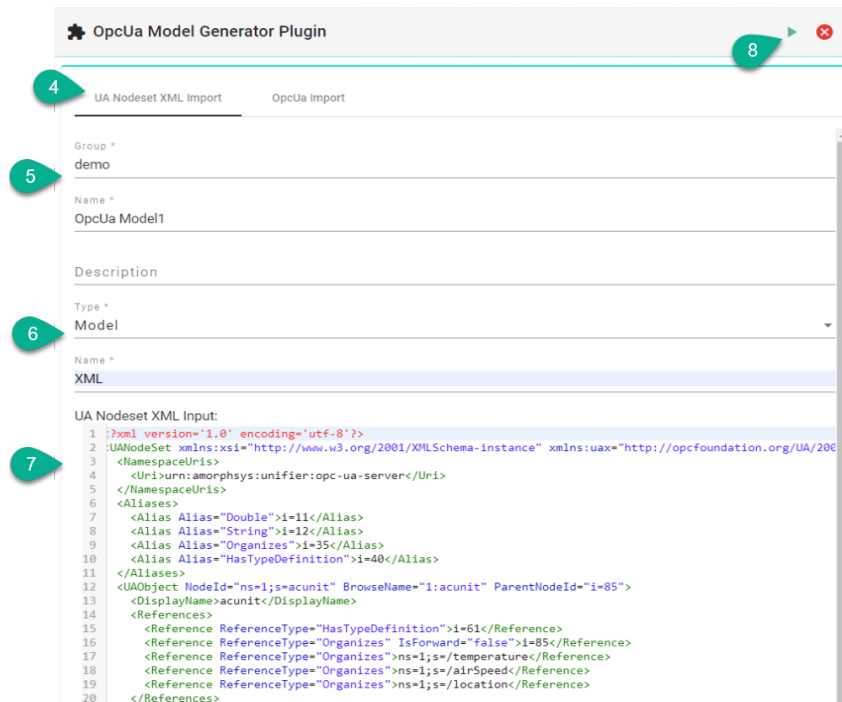 OpcUa Model Generator Plugin
8
4
UA Nodeset XML Import OpcUa Import
Group *
demo
5
Name *
OpcUa Model1
Description
Type *
Model
6
Name *
XML
UA Nodeset XML Input:
1 ?xml version='1.0' encoding='utf-8'?>
2 UANodeSet xmlns:xsi="http://www.w3.org/2001/XMLSchema-instance" xmlns:uax="http://opcfoundation.org/UA/200
7
3 <NamespaceUris>
4 <Uri>urn:amorphsys:unifier:opc-ua-server</Uri>
5 </NamespaceUris>
6 <Aliases>
7 <Alias Alias="Double">i=11</Alias>
8 <Alias Alias="String">i=12</Alias>
9 <Alias Alias="Organizes">i=35</Alias>
10 <Alias Alias="HasTypeDefinition">i=40</Alias>
11 </Aliases>
12 <UAObject NodeId="ns=1;s=acunit" BrowseName="1:acunit" ParentNodeId="i=85">
13 <DisplayName>acunit</DisplayName>
14 <References>
15 <Reference ReferenceType="HasTypeDefinition">i=61</Reference>
16 <Reference ReferenceType="Organizes" IsForward="false">i=85</Reference>
17 <Reference ReferenceType="Organizes">ns=1;s=/temperature</Reference>
18 <Reference ReferenceType="Organizes">ns=1;s=/airSpeed</Reference>
19 <Reference ReferenceType="Organizes">ns=1;s=/location</Reference>
20 </References>